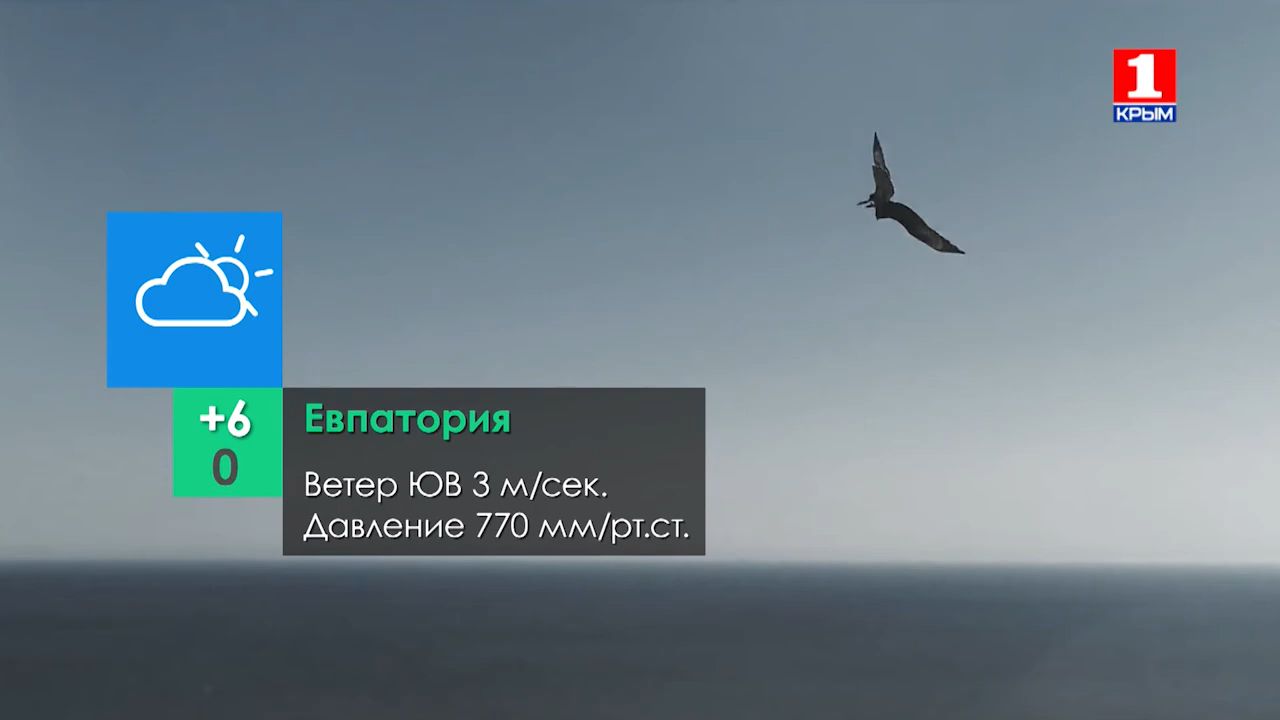 1
КРЫМ
+6
0
Евпатория
Ветер ЮВ 3 м/сек.
Давление 770 мм/рт.ст.